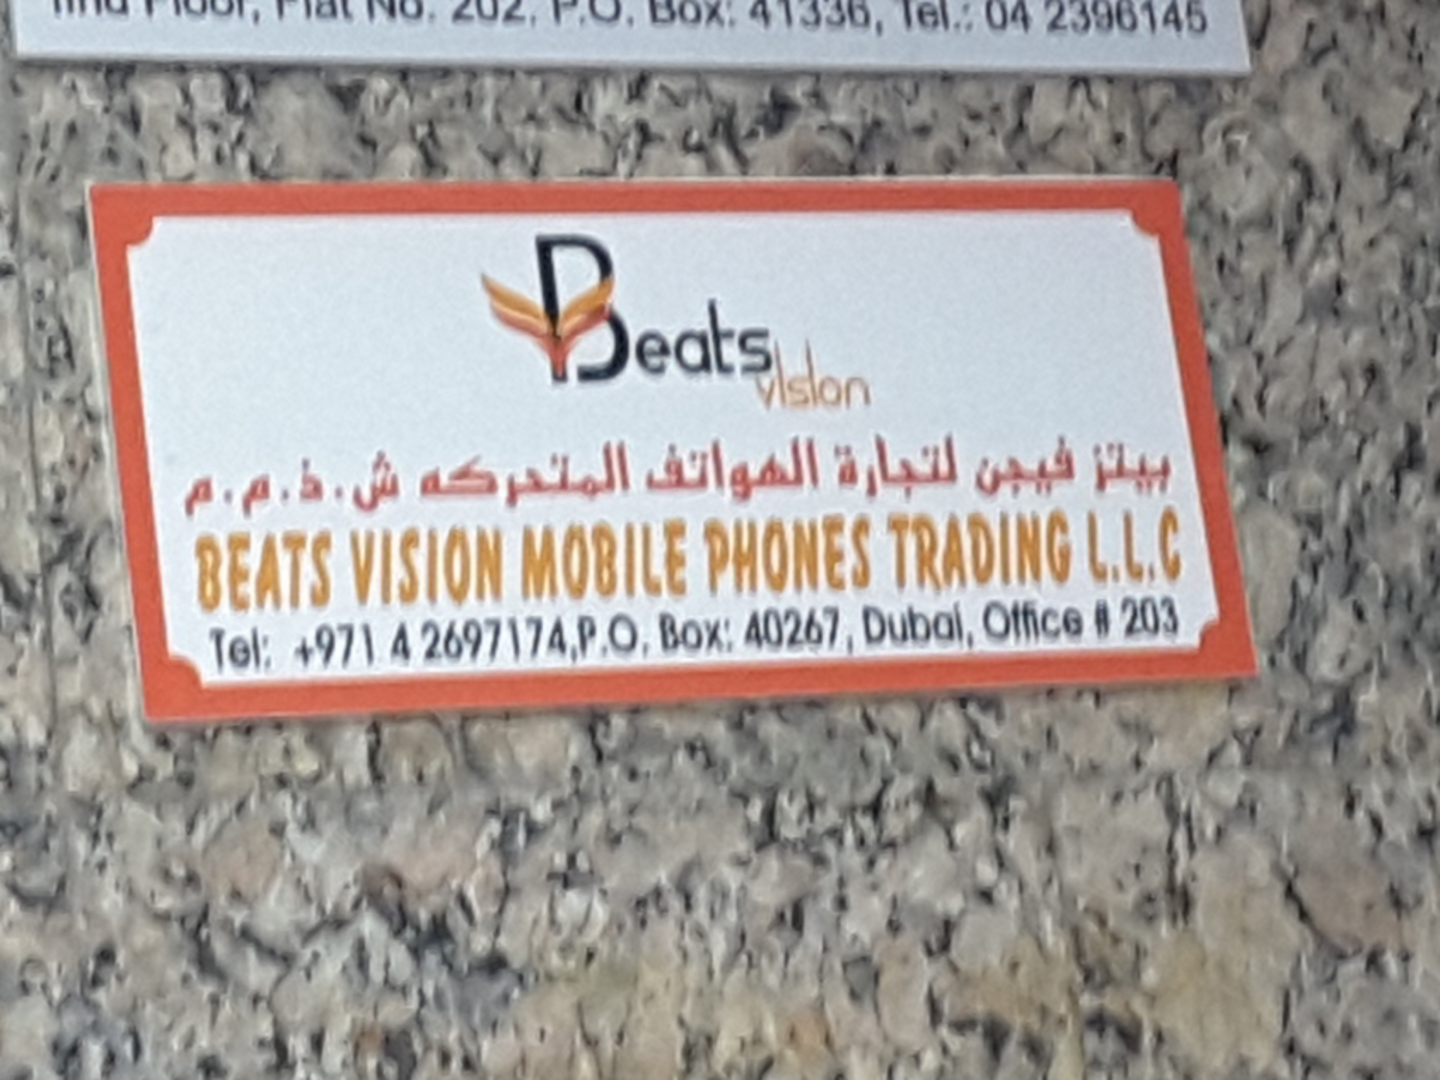 Floor, Flat No. 202, P.O. Box: 41336, Tel.: 04 2396145
Beats
vision
بيتز فيجن لتجارة الهواتف المتحركه ش.ذ.م.م
BEATS VISION MOBILE PHONES TRADING L.L.C
Tel: +971 4 2697174,P.O. Box: 40267, Dubai, Office # 203